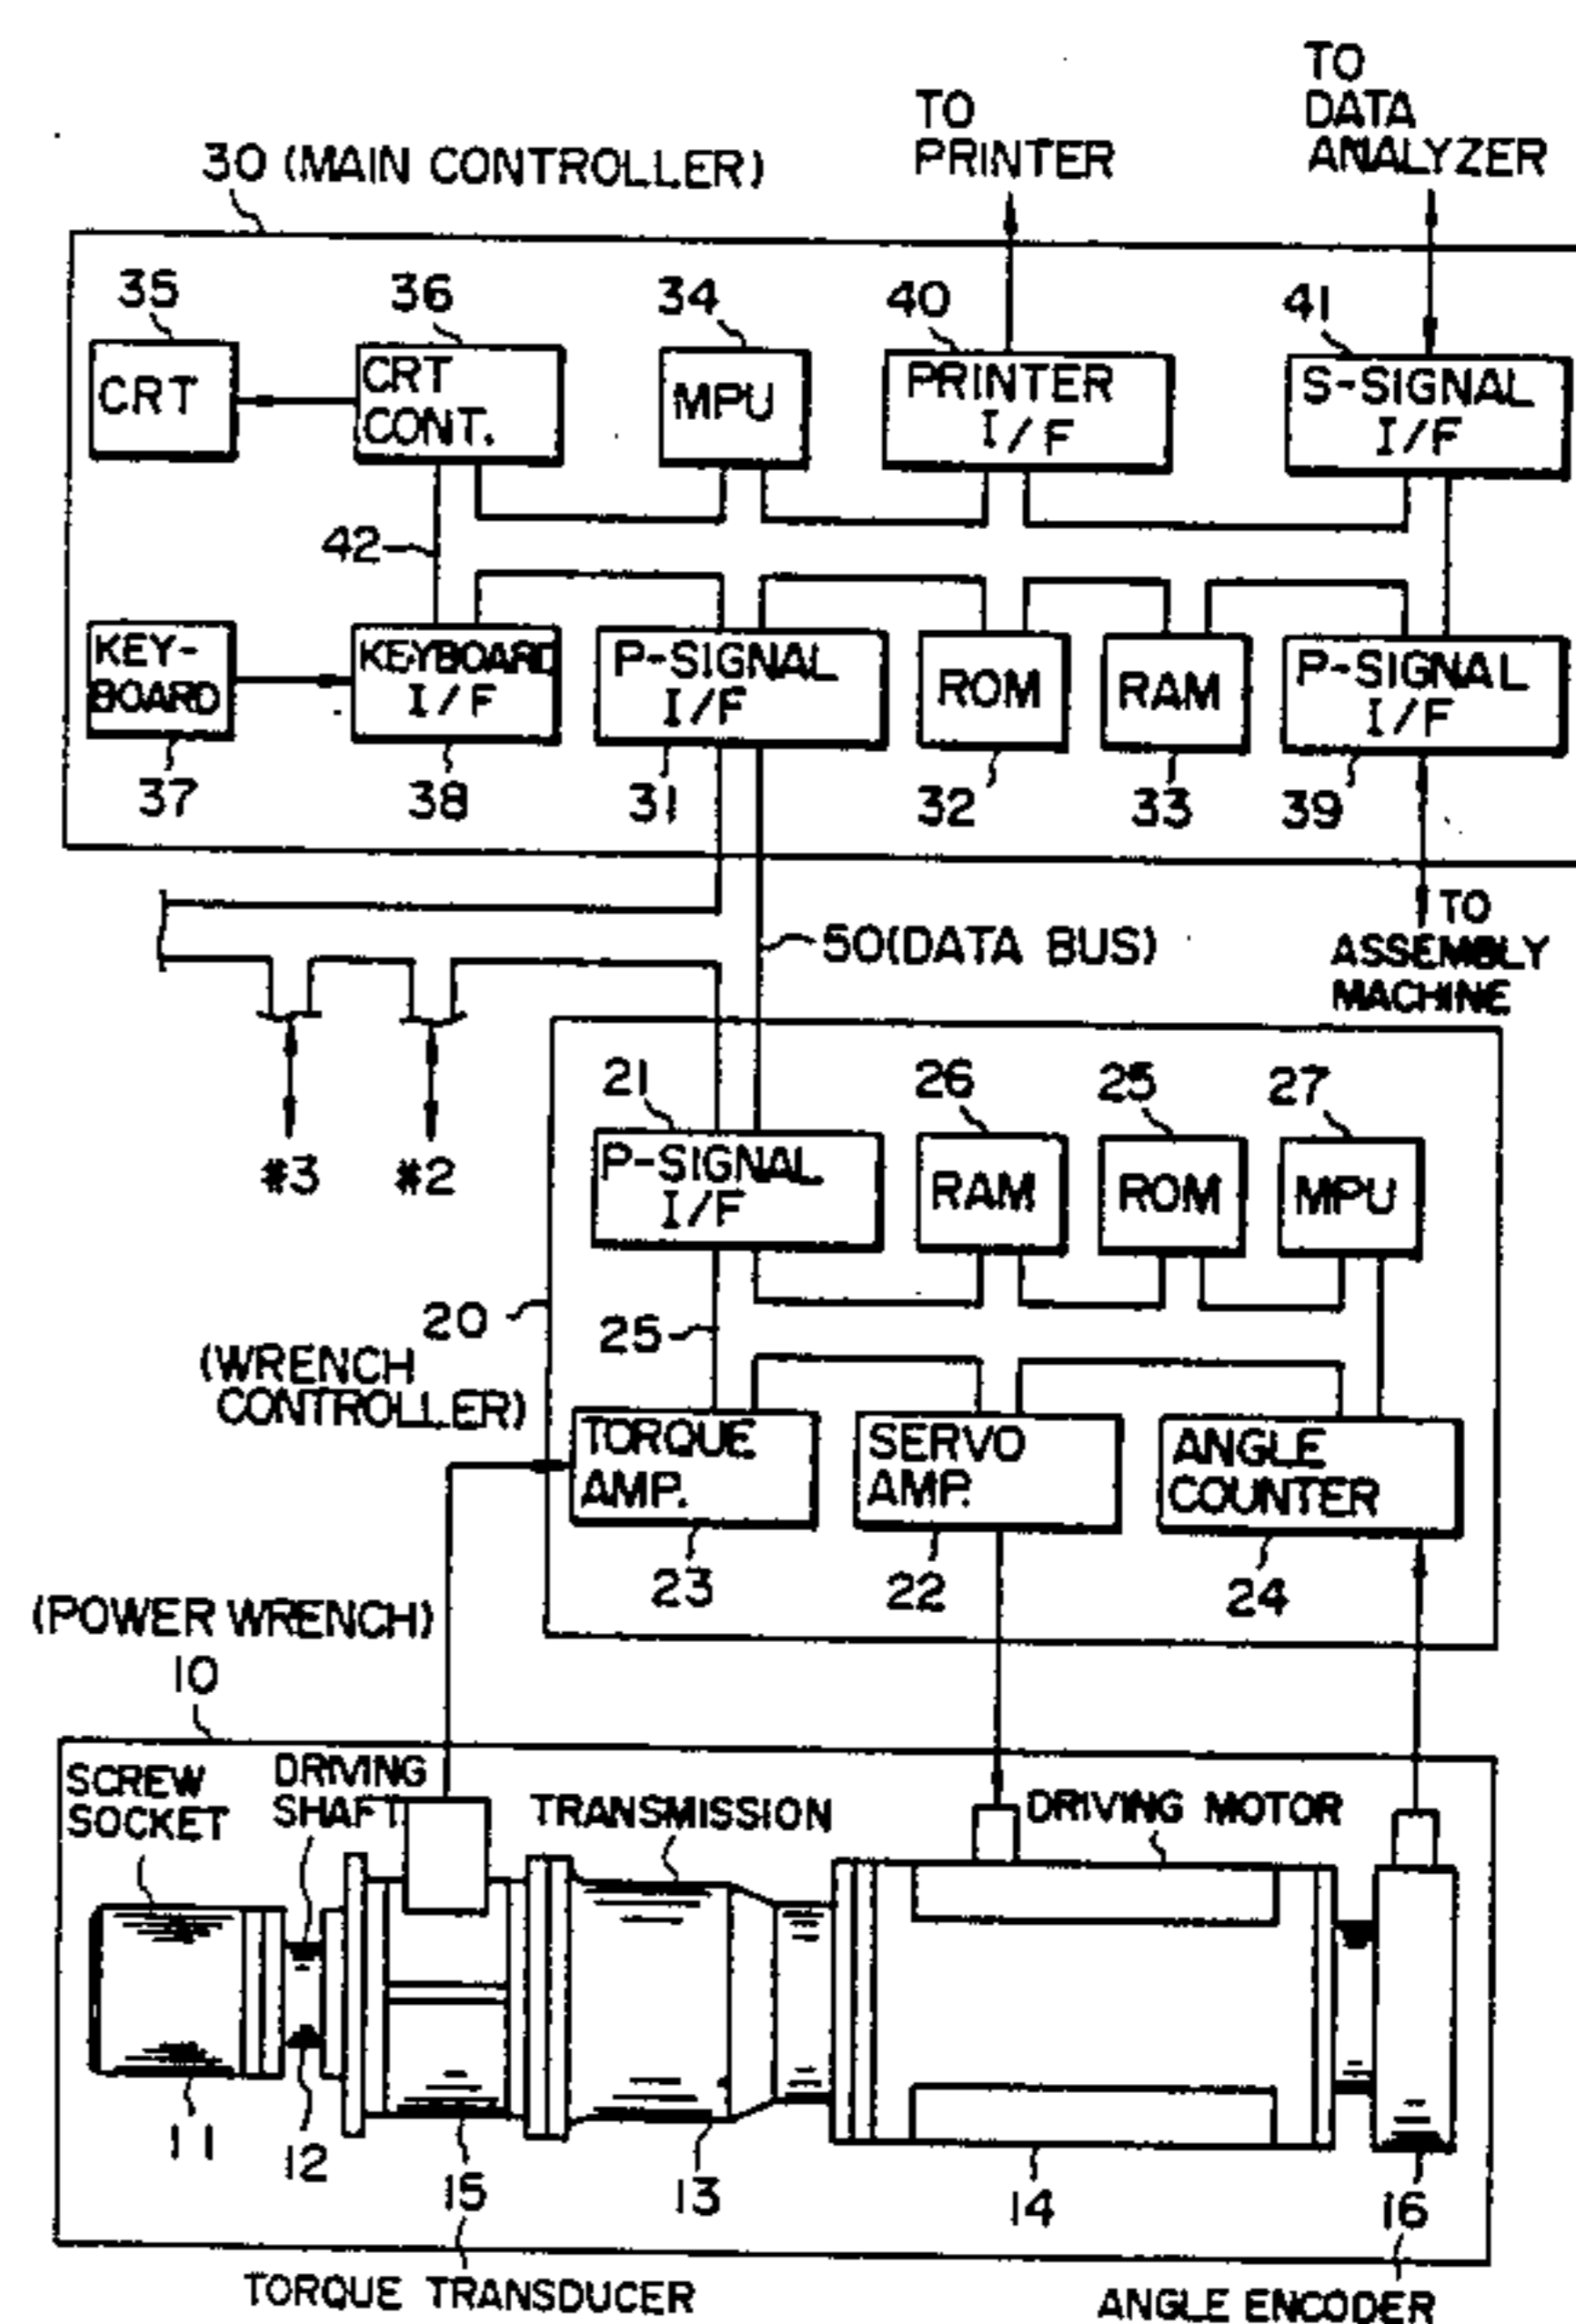 TO
PRINTER
TO
DATA
ANALYZER
30 (MAIN CONTROLLER)
35
36
34
40
41
CRT
CRT
CONT.
MPU
PRINTER
I/F
S-SIGNAL
I/F
42
KEY-
BOARD
KEYBOARD
I/F
P-SIGNAL
I/F
ROM
RAM
P-SIGNAL
I/F
37
38
31
32
33
39
50(DATA BUS)
TO
ASSEMBLY
MACHINE
#3
#2
21
26
25
27
P-SIGNAL
I/F
RAM
ROM
MPU
20
(WRENCH
CONTROLLER)
25
TORQUE
AMP.
SERVO
AMP.
ANGLE
COUNTER
23
22
24
(POWER WRENCH)
10
SCREW
SOCKET
DRIVING
SHAFT
TRANSMISSION
DRIVING MOTOR
11
12
15
13
14
16
TORQUE TRANSDUCER
ANGLE ENCODER